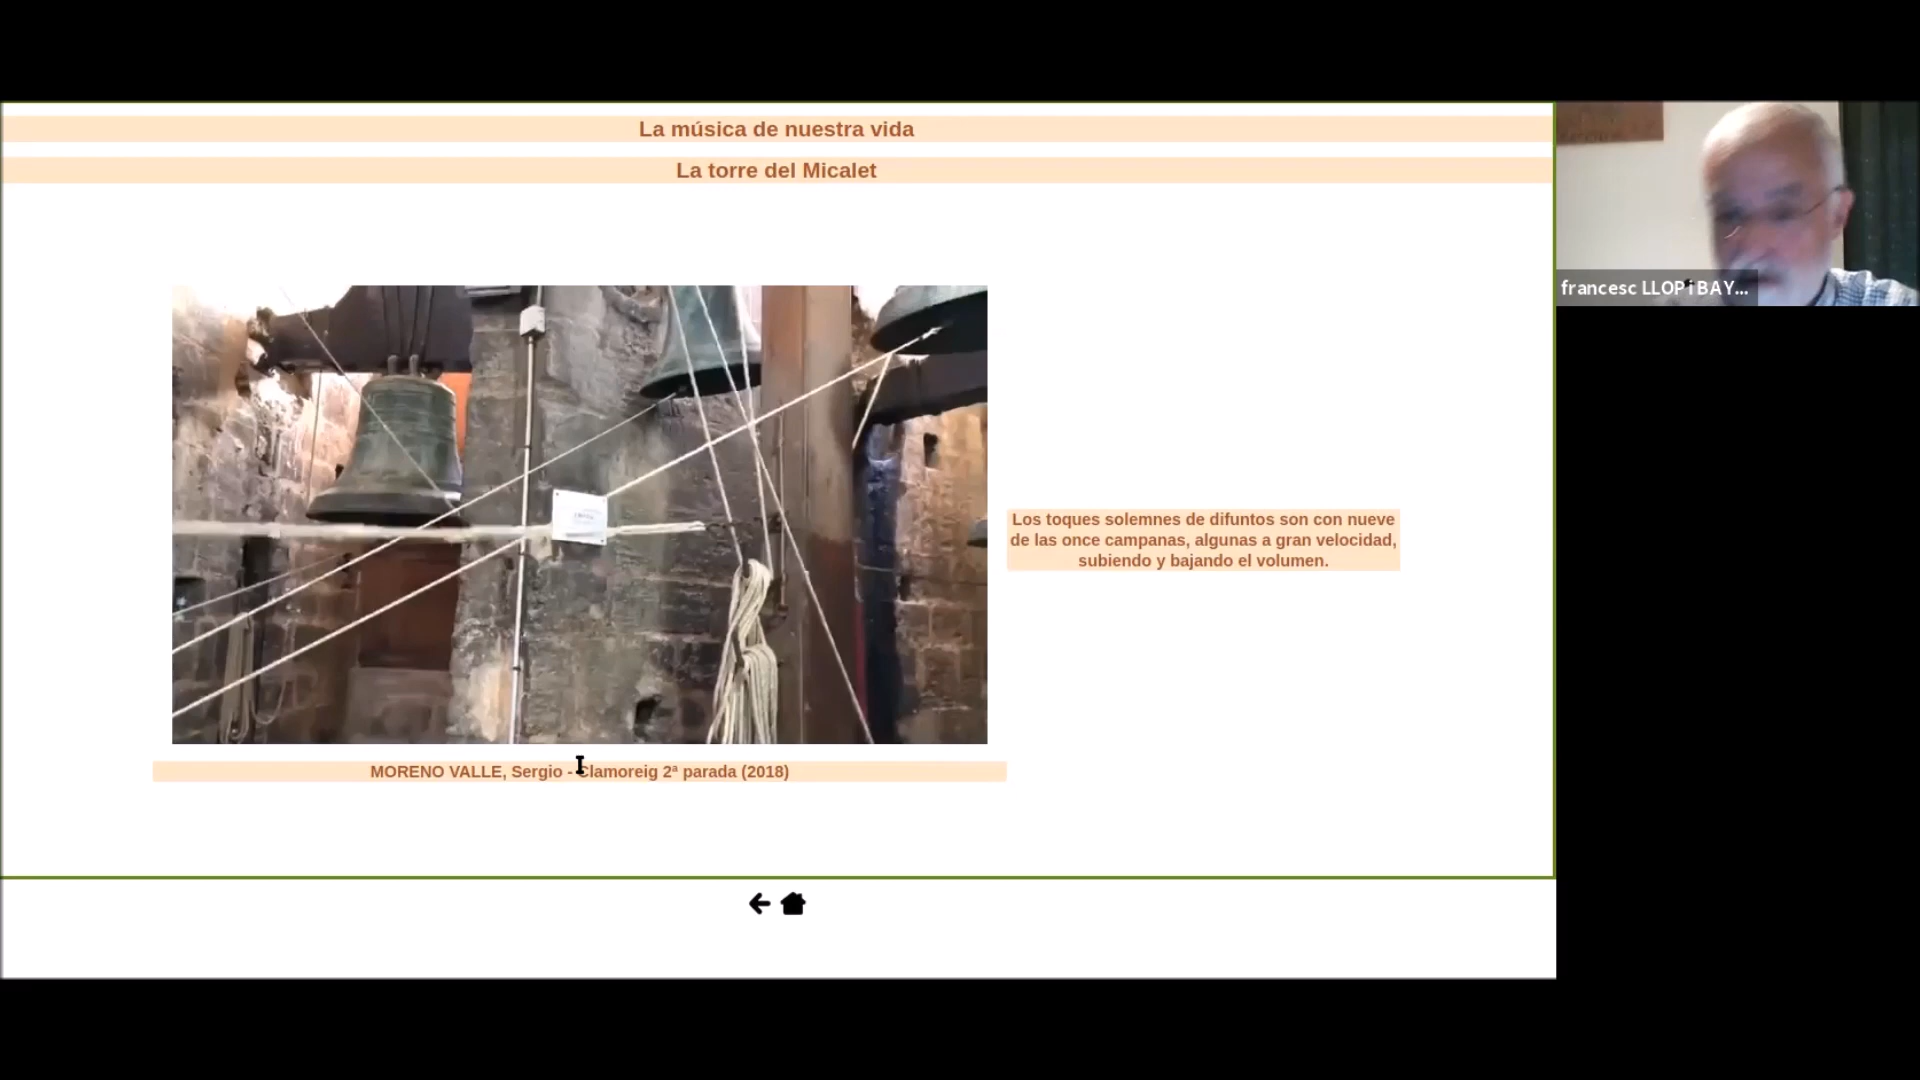 La música de nuestra vida
La torre del Micalet
Los toques solemnes de difuntos son con nueve
de las once campanas, algunas a gran velocidad,
subiendo y bajando el volumen.
MORENO VALLE, Sergio - Clamoreig 2ª parada (2018)
francesc LLOP i BAY...